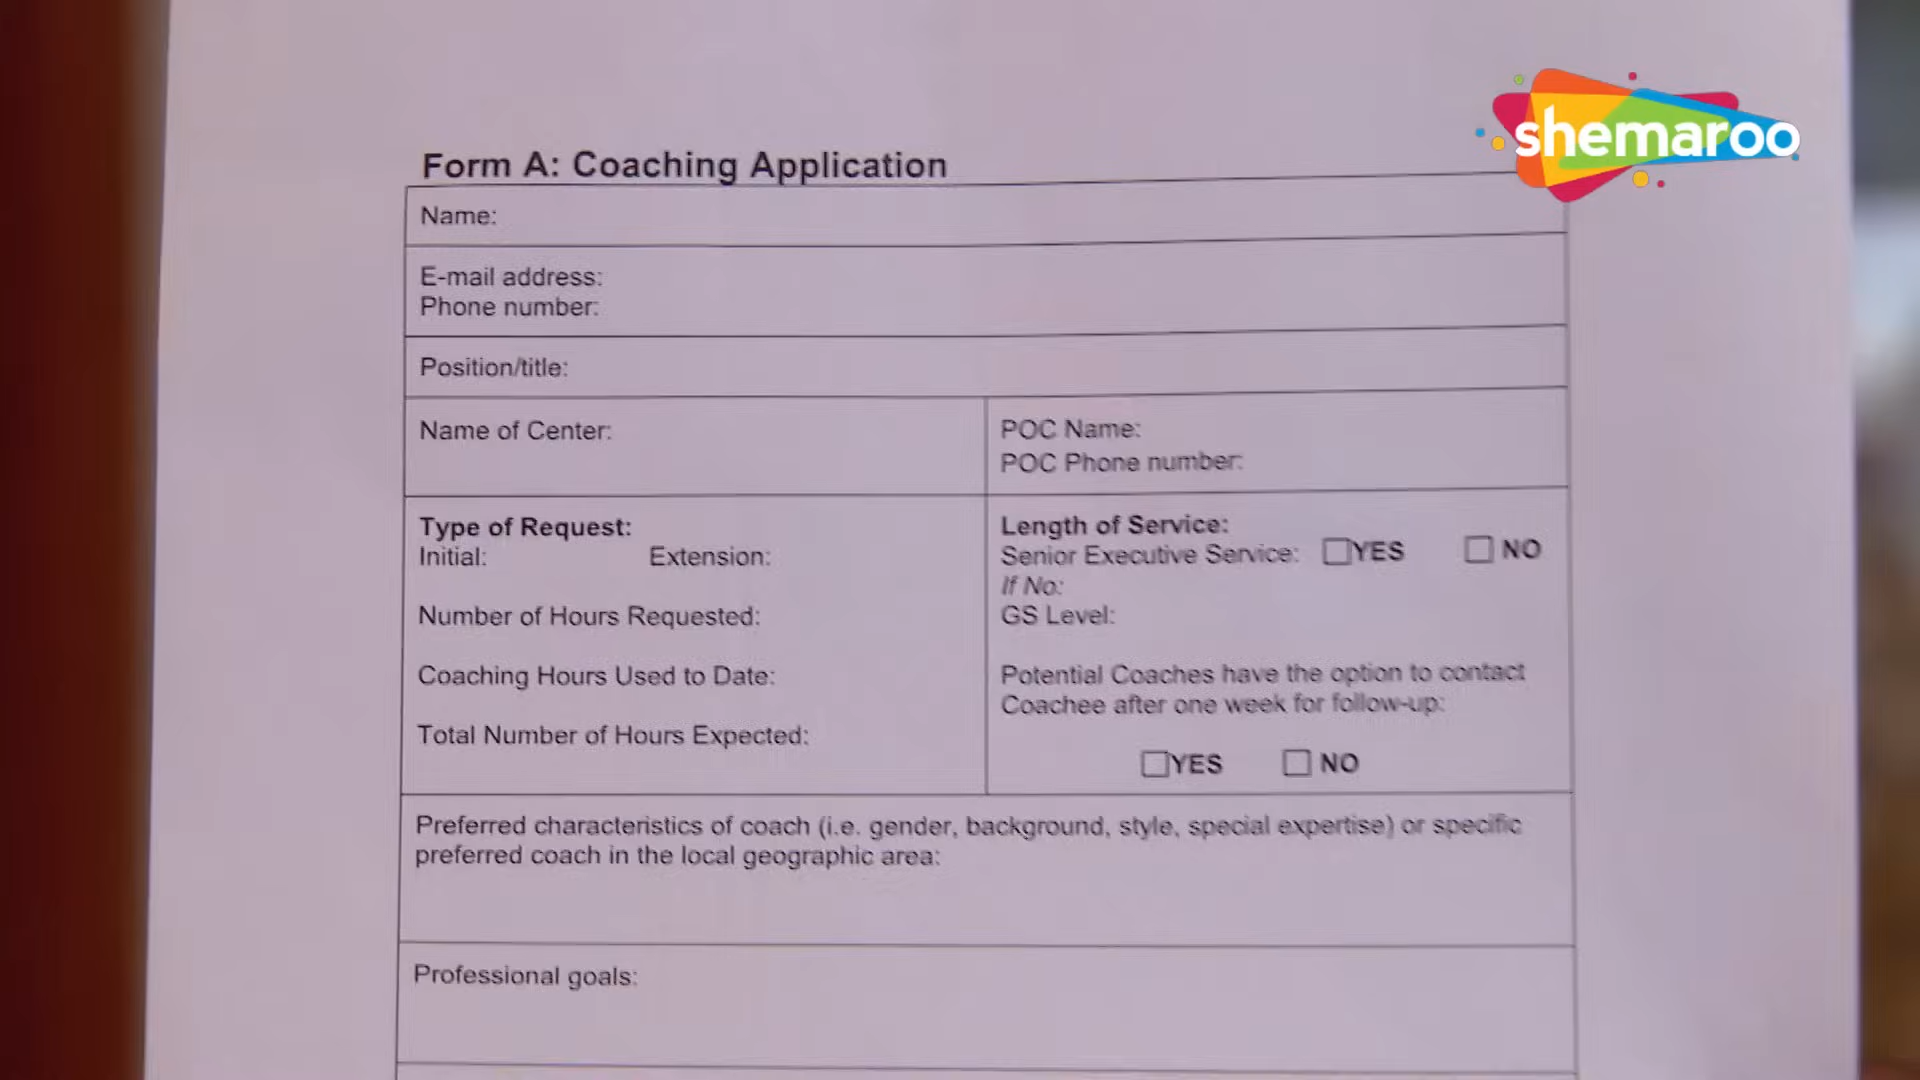 shemaroo
Form A: Coaching Application
Name:
E-mail address:
Phone number:
Position/title:
Name of Center:
POC Name:
POC Phone number:
Type of Request:
Initial: Extension:
Number of Hours Requested:
Coaching Hours Used to Date:
Total Number of Hours Expected:
Length of Service:
Senior Executive Service: YES NO
If No:
GS Level:
Potential Coaches have the option to contact
Coachee after one week for follow-up:
YES NO
Preferred characteristics of coach (i.e. gender, background, style, special expertise) or specific
preferred coach in the local geographic area:
Professional goals: